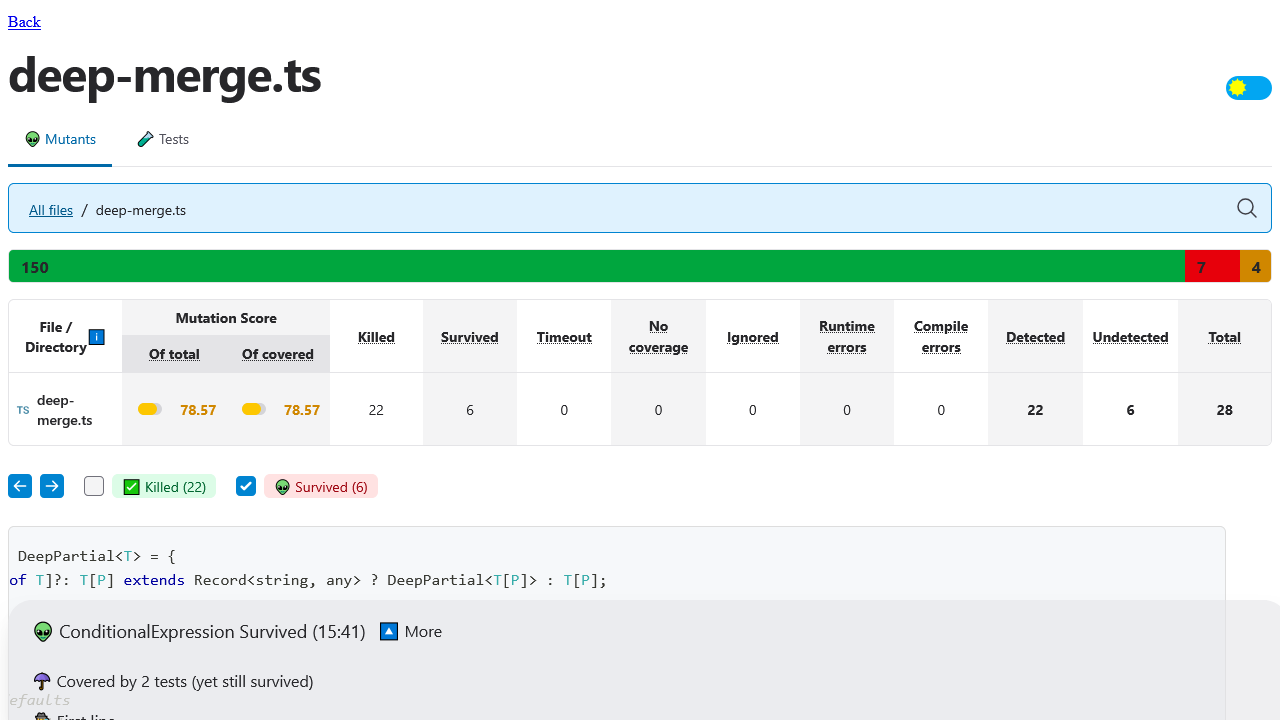 Back
deep-merge.ts
Mutants Tests
All files / deep-merge.ts
150 7 4
File / Directory Mutation Score Of total Of covered Killed Survived Timeout No coverage Ignored Runtime errors Compile errors Detected Undetected Total
TS deep-merge.ts 78.57 78.57 22 6 0 0 0 0 0 22 6 28
Killed (22) Survived (6)
DeepPartial<T> = {
of T]?: T[P] extends Record<string, any> ? DeepPartial<T[P]> : T[P];
ConditionalExpression Survived (15:41) More
Covered by 2 tests (yet still survived)
efaults
First line